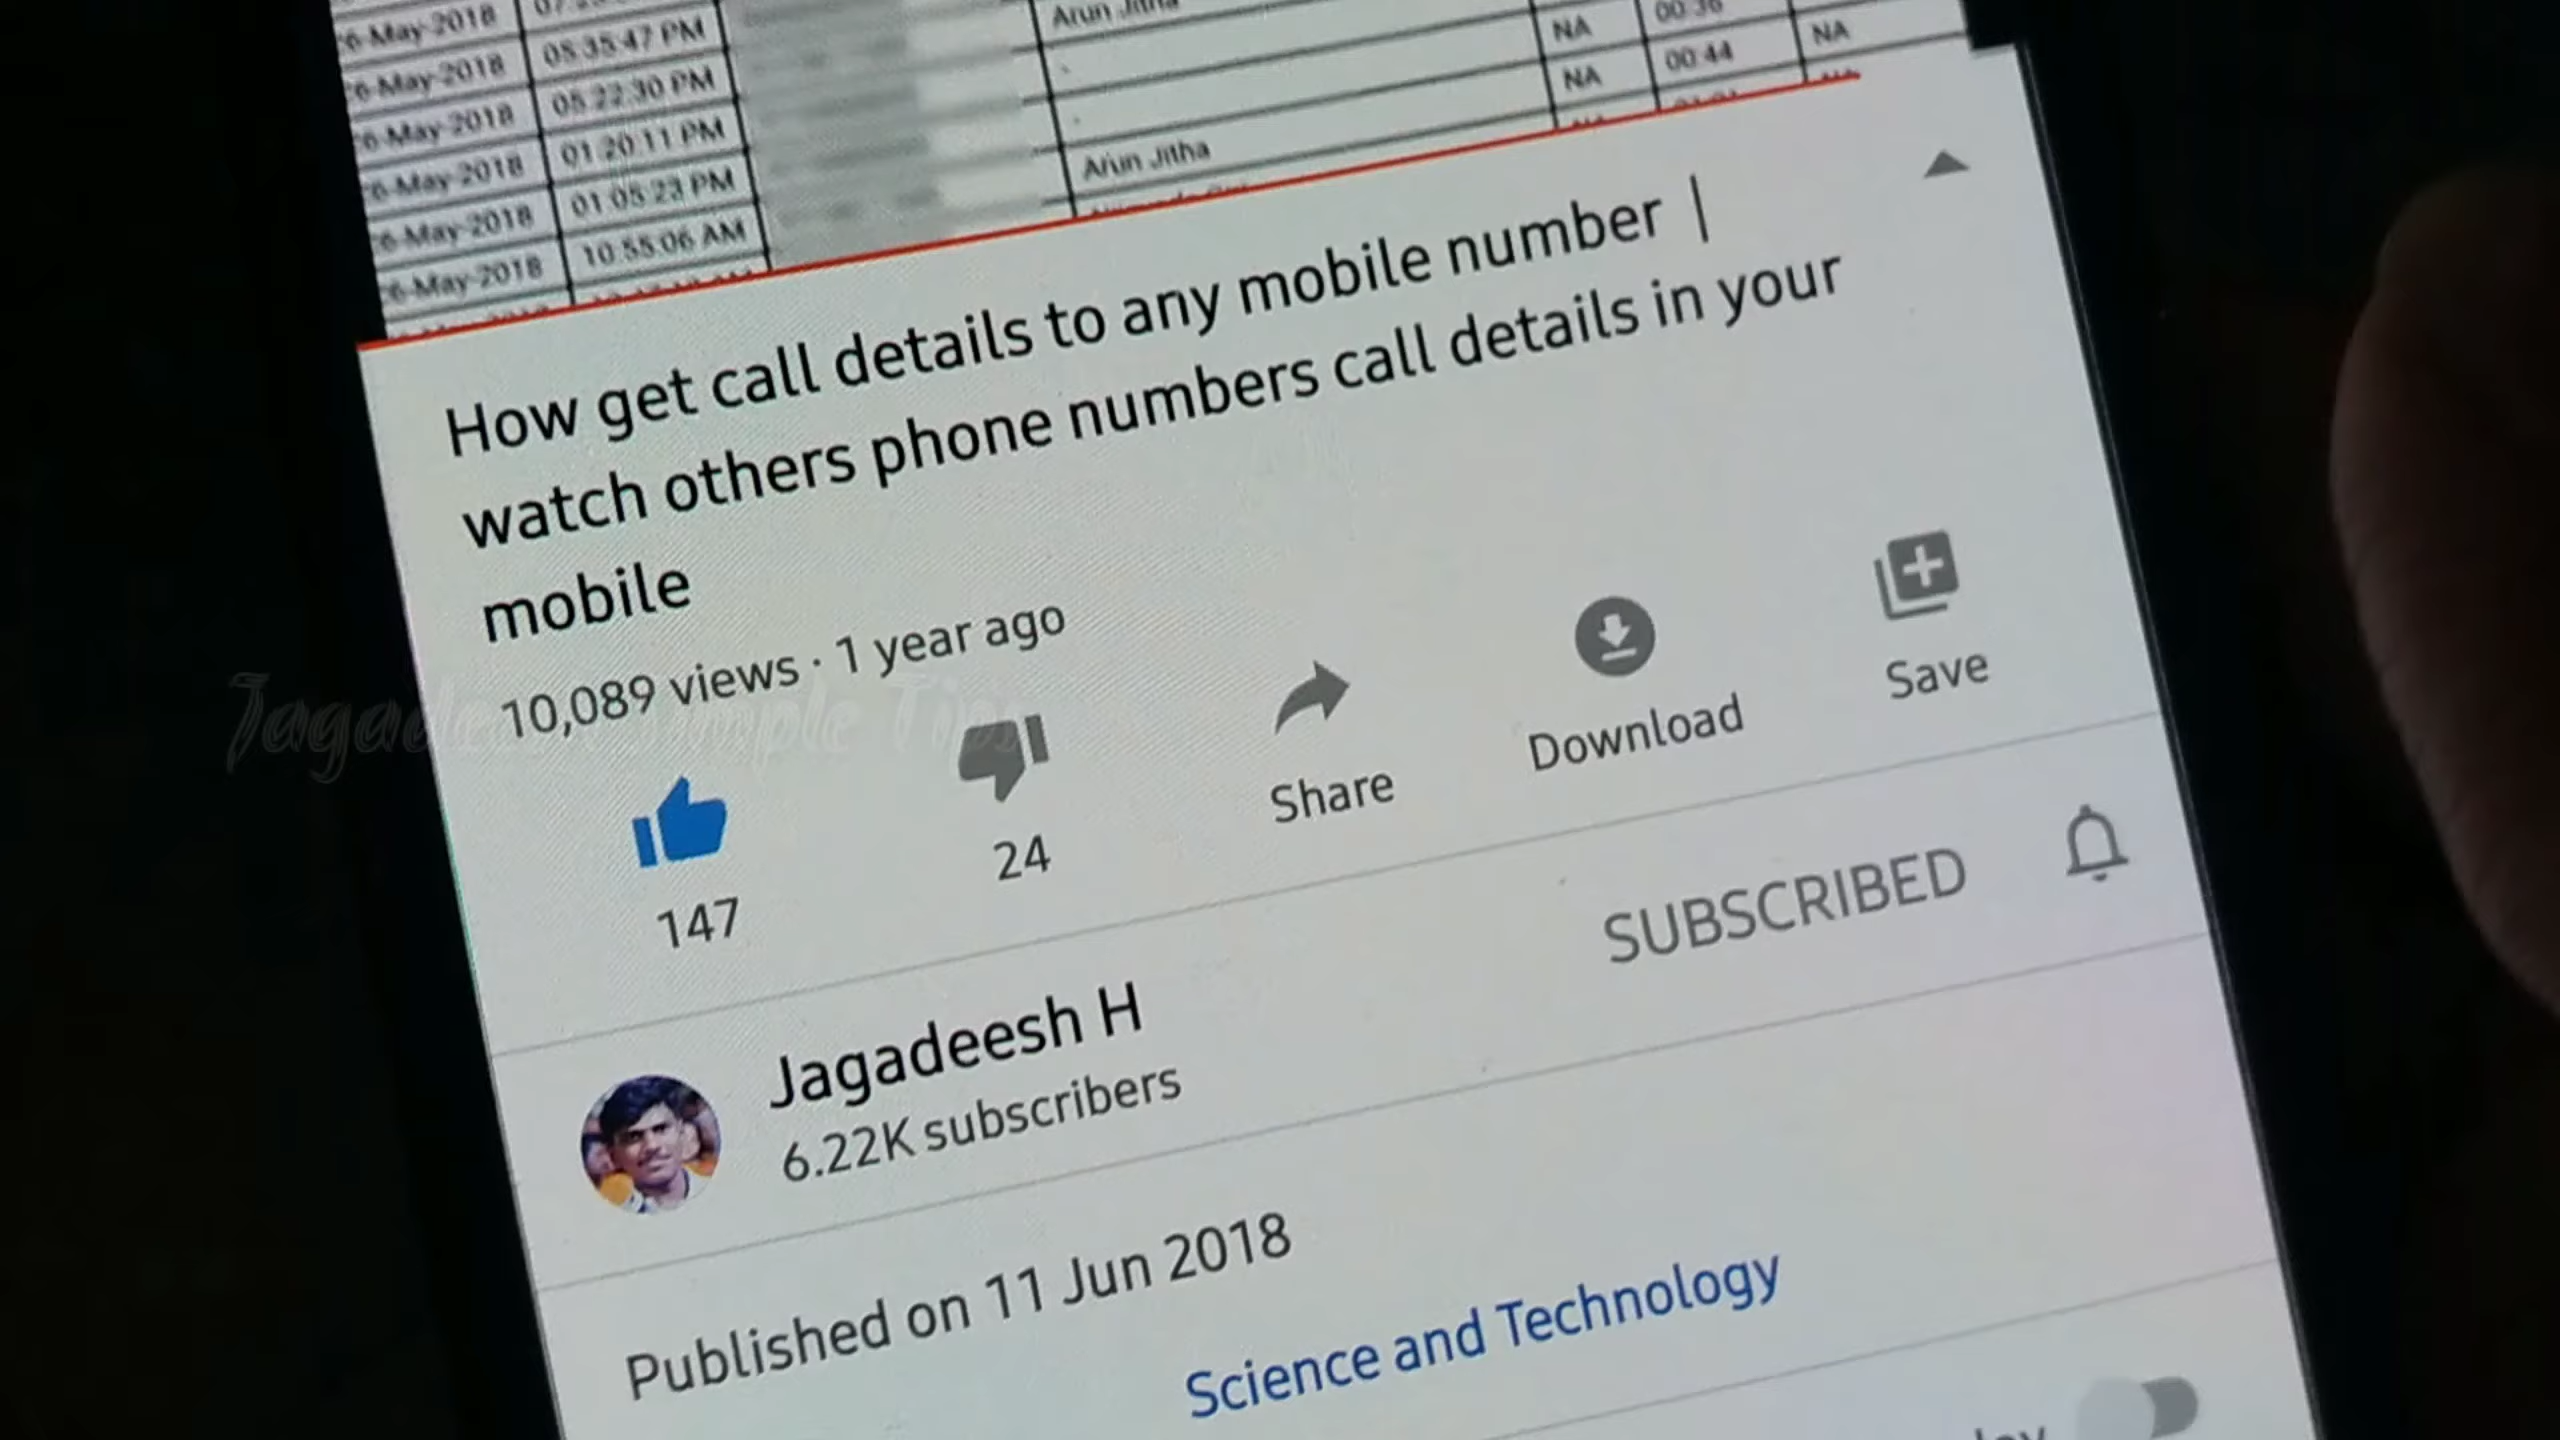 6-May-2018
6-May-2018 05:35:47 PM NA 00:36
6-May-2018 05:22:30 PM NA 00:44 NA
6-May-2018 01:20:11 PM
6-May-2018 01:05:23 PM Arun Jitha
6-May-2018 10:55:06 AM
Arun Jitha
How get call details to any mobile number |
watch others phone numbers call details in your
mobile
10,089 views · 1 year ago
147
24
Share
Download
Save
Jagadeesh H
6.22K subscribers
SUBSCRIBED
Published on 11 Jun 2018
Science and Technology